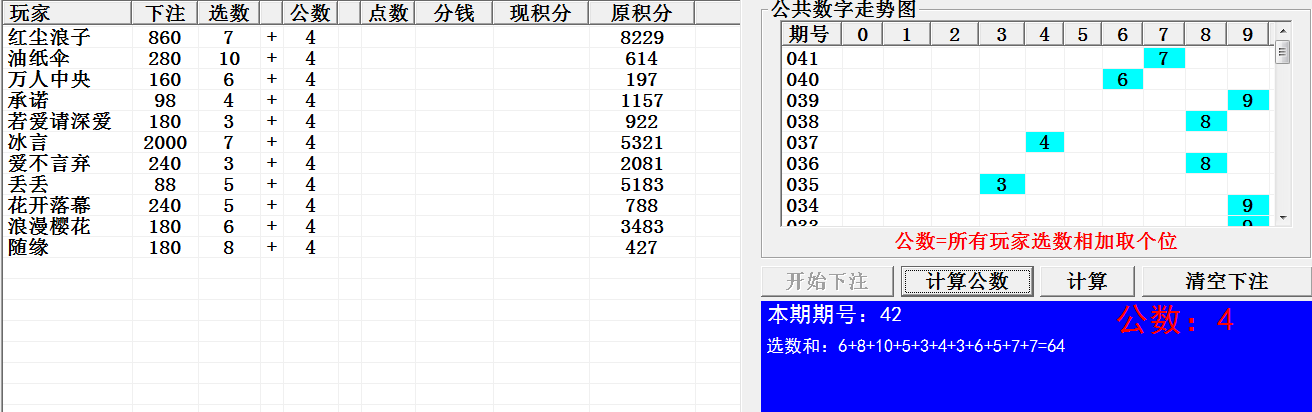 玩家 下注 选数 公数 点数 分钱 现积分 原积分
红尘浪子 860 7 + 4 8229
油纸伞 280 10 + 4 614
万人中央 160 6 + 4 197
承诺 98 4 + 4 1157
若爱请深爱 180 3 + 4 922
冰言 2000 7 + 4 5321
爱不言弃 240 3 + 4 2081
丢丢 88 5 + 4 5183
花开落幕 240 5 + 4 788
浪漫樱花 180 6 + 4 3483
随缘 180 8 + 4 427
公共数字走势图
期号 0 1 2 3 4 5 6 7 8 9
041 7
040 6
039 9
038 8
037 4
036 8
035 3
034 9
033 9
公数=所有玩家选数相加取个位
开始下注 计算公数 计算 清空下注
本期期号：42 公数：4
选数和：6+8+10+5+3+4+3+6+5+7+7=64